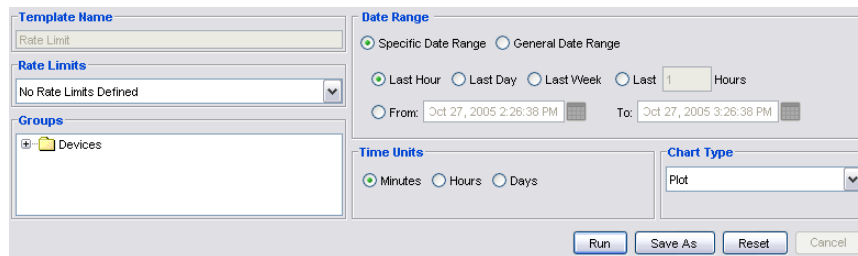 Template Name
Rate Limit
Rate Limits
No Rate Limits Defined
Groups
Devices
Date Range
Specific Date Range General Date Range
Last Hour Last Day Last Week Last 1 Hours
From: Oct 27, 2005 2:26:38 PM To: Oct 27, 2005 3:26:38 PM
Time Units
Minutes Hours Days
Chart Type
Plot
Run Save As Reset Cancel